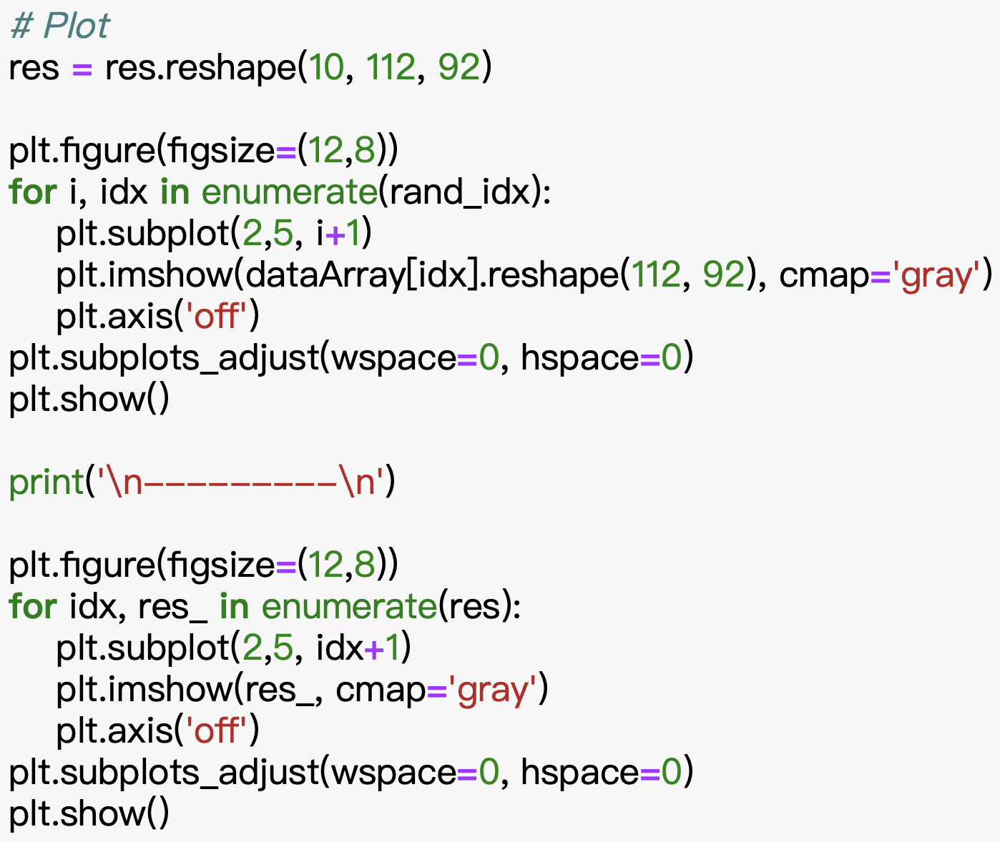 # Plot
res = res.reshape(10, 112, 92)
plt.figure(figsize=(12,8))
for i, idx in enumerate(rand_idx):
    plt.subplot(2,5, i+1)
    plt.imshow(dataArray[idx].reshape(112, 92), cmap='gray')
    plt.axis('off')
plt.subplots_adjust(wspace=0, hspace=0)
plt.show()
print('\n---------\n')
plt.figure(figsize=(12,8))
for idx, res_ in enumerate(res):
    plt.subplot(2,5, idx+1)
    plt.imshow(res_, cmap='gray')
    plt.axis('off')
plt.subplots_adjust(wspace=0, hspace=0)
plt.show()